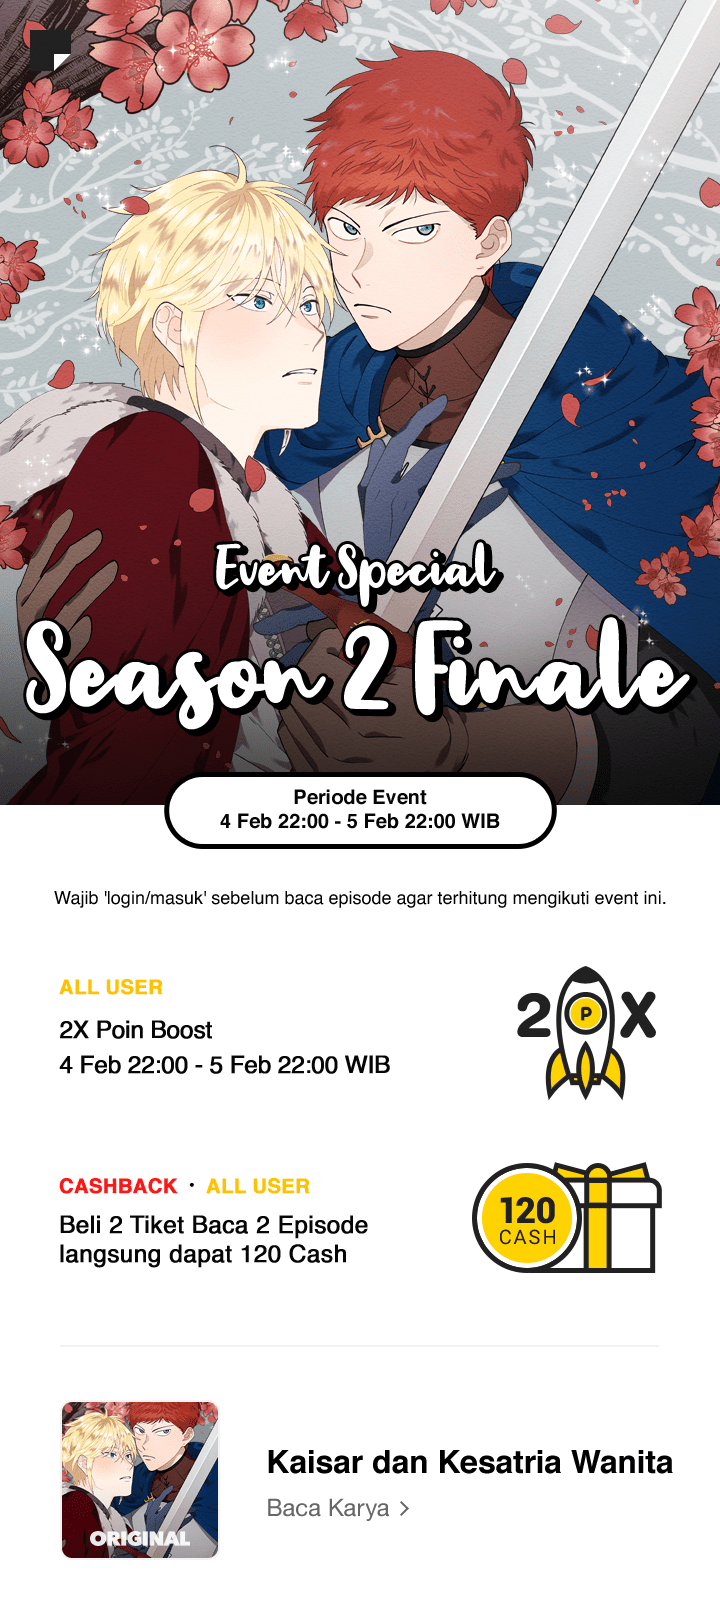 Event Special
Season 2 Finale
Periode Event
4 Feb 22:00 - 5 Feb 22:00 WIB
Wajib 'login/masuk' sebelum baca episode agar terhitung mengikuti event ini.
ALL USER
2X Poin Boost
4 Feb 22:00 - 5 Feb 22:00 WIB
2 P X
CASHBACK · ALL USER
Beli 2 Tiket Baca 2 Episode
langsung dapat 120 Cash
120
CASH
ORIGINAL
Kaisar dan Kesatria Wanita
Baca Karya >